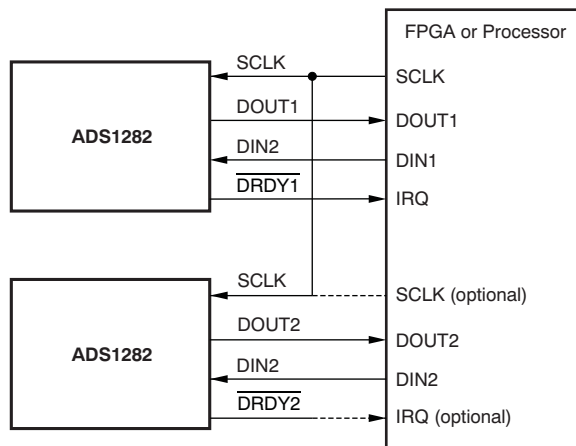 FPGA or Processor
SCLK
SCLK
ADS1282
DOUT1
DOUT1
DIN2
DIN1
DRDY1
IRQ
SCLK
SCLK (optional)
ADS1282
DOUT2
DOUT2
DIN2
DIN2
DRDY2
IRQ (optional)